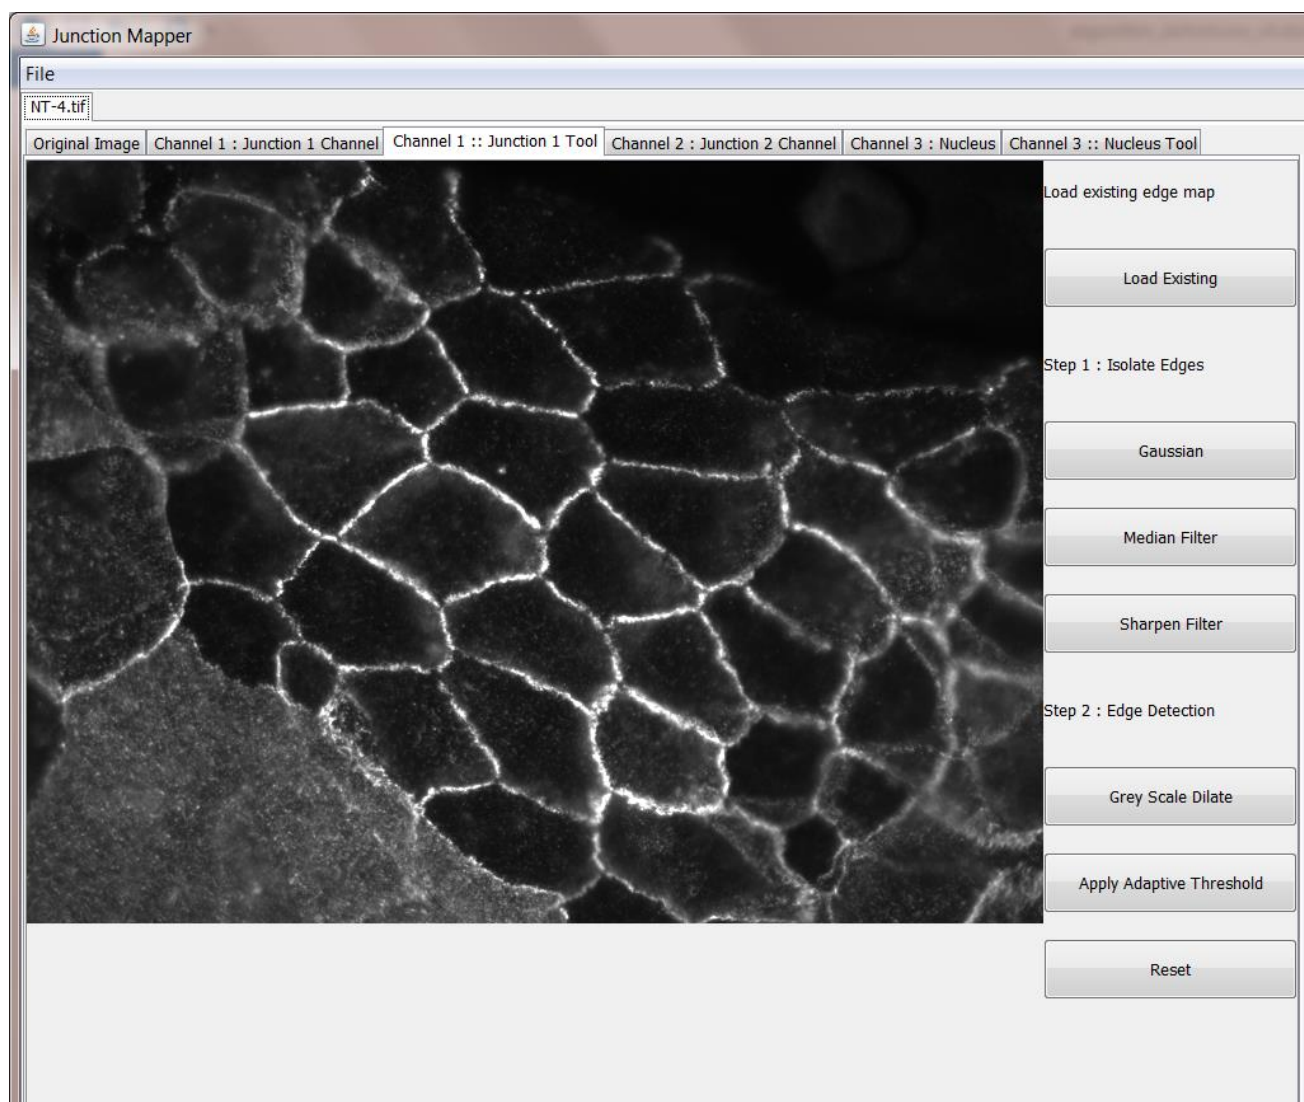 Junction Mapper
File
NT-4.tif
Original Image Channel 1 : Junction 1 Channel Channel 1 :: Junction 1 Tool Channel 2 : Junction 2 Channel Channel 3 : Nucleus Channel 3 :: Nucleus Tool
Load existing edge map
Load Existing
Step 1 : Isolate Edges
Gaussian
Median Filter
Sharpen Filter
Step 2 : Edge Detection
Grey Scale Dilate
Apply Adaptive Threshold
Reset